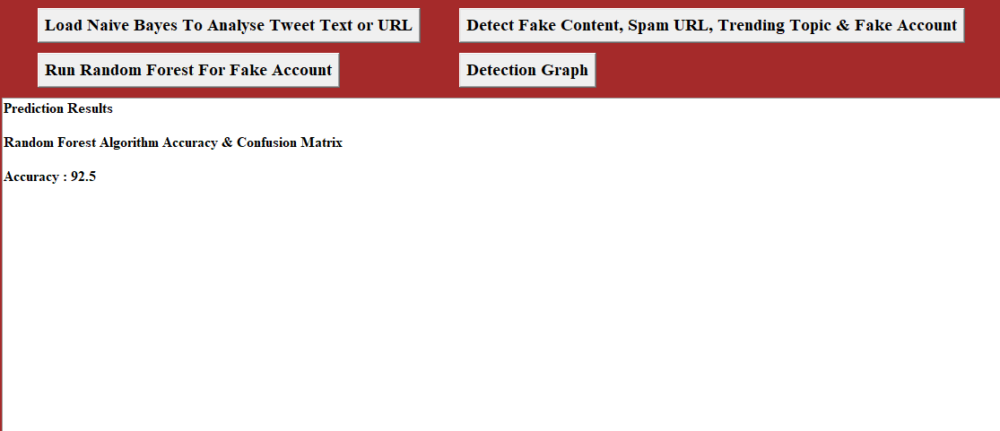 Load Naive Bayes To Analyse Tweet Text or URL
Detect Fake Content, Spam URL, Trending Topic & Fake Account
Run Random Forest For Fake Account
Detection Graph
Prediction Results
Random Forest Algorithm Accuracy & Confusion Matrix
Accuracy : 92.5